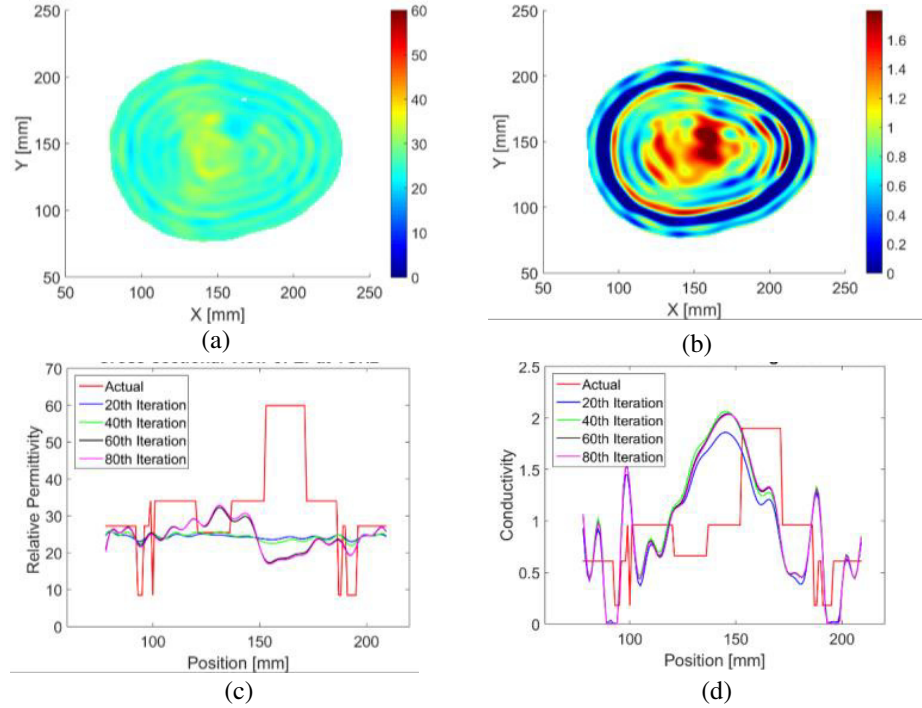 250
200
150
100
50
Y [mm]
50
100
150
200
250
X [mm]
60
50
40
30
20
10
0
(a)
250
200
150
100
50
Y [mm]
50
100
150
200
250
X [mm]
1.6
1.4
1.2
1
0.8
0.6
0.4
0.2
0
(b)
70
60
50
40
30
20
10
0
Relative Permittivity
Actual
20th Iteration
40th Iteration
60th Iteration
80th Iteration
100
150
200
Position [mm]
(c)
2.5
2
1.5
1
0.5
0
Conductivity
Actual
20th Iteration
40th Iteration
60th Iteration
80th Iteration
100
150
200
Position [mm]
(d)